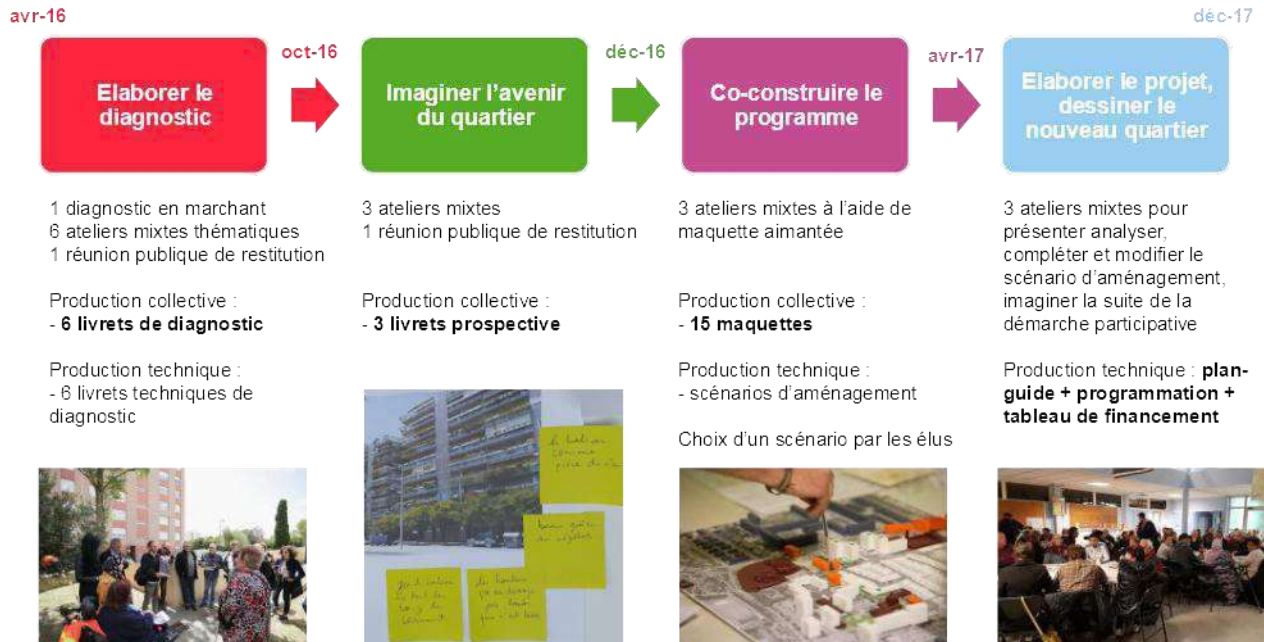 avr-16
déc-17
Elaborer le
diagnostic
oct-16
Imaginer l’avenir
du quartier
déc-16
Co-construire le
programme
avr-17
Elaborer le projet,
dessiner le
nouveau quartier
1 diagnostic en marchant
6 ateliers mixtes thématiques
1 réunion publique de restitution
Production collective :
- 6 livrets de diagnostic
Production technique :
- 6 livrets techniques de
diagnostic
3 ateliers mixtes
1 réunion publique de restitution
Production collective :
- 3 livrets prospective
3 ateliers mixtes à l’aide de
maquette aimantée
Production collective :
- 15 maquettes
Production technique :
- scénarios d’aménagement
Choix d’un scénario par les élus
3 ateliers mixtes pour
présenter analyser,
compléter et modifier le
scénario d’aménagement,
imaginer la suite de la
démarche participative
Production technique : plan-
guide + programmation +
tableau de financement